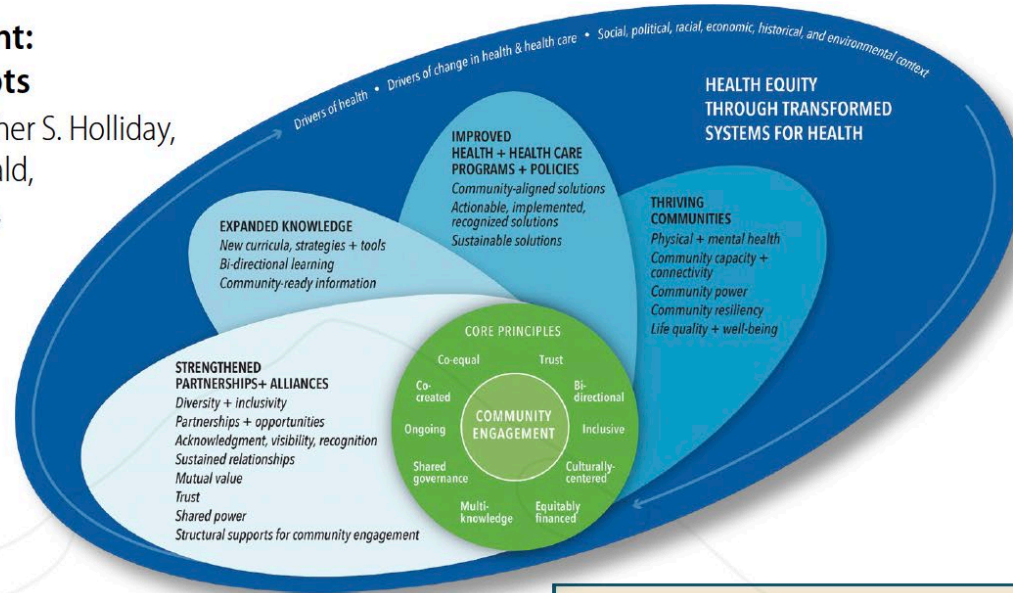 nt:
ots
ner S. Holliday,
ald,
Drivers of health • Drivers of change in health & health care • Social, political, racial, economic, historical, and environmental context
HEALTH EQUITY
THROUGH TRANSFORMED
SYSTEMS FOR HEALTH
IMPROVED
HEALTH + HEALTH CARE
PROGRAMS + POLICIES
Community-aligned solutions
Actionable, implemented,
recognized solutions
Sustainable solutions
EXPANDED KNOWLEDGE
New curricula, strategies + tools
Bi-directional learning
Community-ready information
THRIVING
COMMUNITIES
Physical + mental health
Community capacity +
connectivity
Community power
Community resiliency
Life quality + well-being
STRENGTHENED
PARTNERSHIPS+ ALLIANCES
Diversity + inclusivity
Partnerships + opportunities
Acknowledgment, visibility, recognition
Sustained relationships
Mutual value
Trust
Shared power
Structural supports for community engagement
CORE PRINCIPLES
Co-equal
Trust
Co-
created
Bi-
directional
Ongoing
Inclusive
Shared
governance
Culturally-
centered
Multi-
knowledge
Equitably
financed
COMMUNITY
ENGAGEMENT